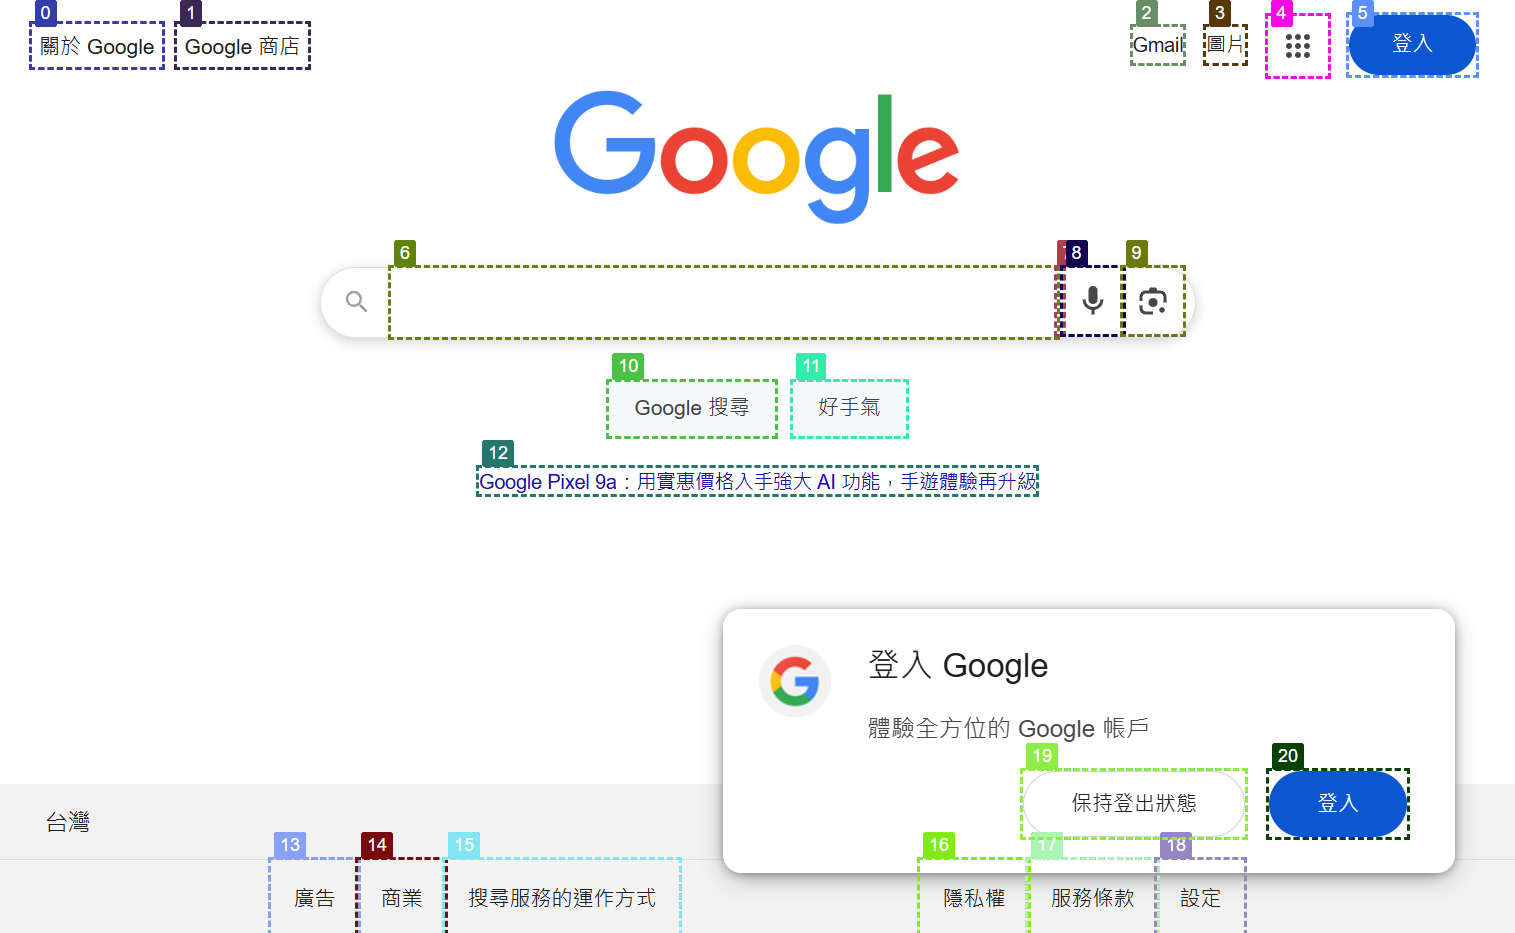 0
1
2
3
4
5
關於 Google
Google 商店
Gmail
圖片
登入
Google
6
8
9
10
11
Google 搜尋
好手氣
12
Google Pixel 9a：用實惠價格入手強大 AI 功能，手遊體驗再升級
登入 Google
體驗全方位的 Google 帳戶
19
20
保持登出狀態
登入
台灣
13
14
15
16
17
18
廣告
商業
搜尋服務的運作方式
隱私權
服務條款
設定